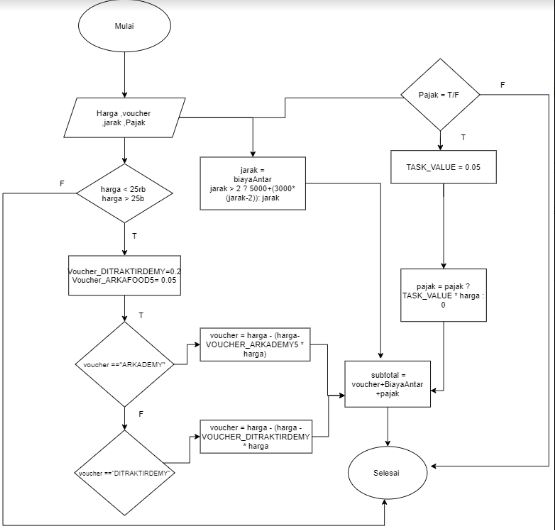 Mulai
Harga ,voucher
,jarak ,Pajak
Pajak = T/F
F
T
jarak =
biayaAntar
jarak > 2 ? 5000+(3000*
(jarak-2)): jarak
TASK_VALUE = 0.05
F
harga < 25rb
harga > 25b
T
Voucher_DITRAKTIRDEMY=0.2
Voucher_ARKAFOOD5= 0.05
pajak = pajak ?
TASK_VALUE * harga :
0
T
voucher =="ARKADEMY"
voucher = harga - (harga-
VOUCHER_ARKADEMY5 *
harga)
subtotal =
voucher+BiayaAntar
+pajak
F
voucher = harga - (harga -
VOUCHER_DITRAKTIRDEMY
* harga
voucher =="DITRAKTIRDEMY"
Selesai